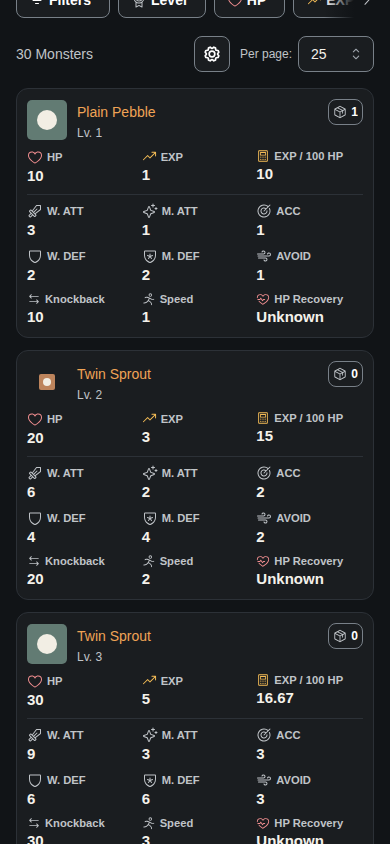 Filters Level HP EXP
30 Monsters Per page: 25
Plain Pebble 1
Lv. 1
HP EXP EXP / 100 HP
10 1 10
W. ATT M. ATT ACC
3 1 1
W. DEF M. DEF AVOID
2 2 1
Knockback Speed HP Recovery
10 1 Unknown
Twin Sprout 0
Lv. 2
HP EXP EXP / 100 HP
20 3 15
W. ATT M. ATT ACC
6 2 2
W. DEF M. DEF AVOID
4 4 2
Knockback Speed HP Recovery
20 2 Unknown
Twin Sprout 0
Lv. 3
HP EXP EXP / 100 HP
30 5 16.67
W. ATT M. ATT ACC
9 3 3
W. DEF M. DEF AVOID
6 6 3
Knockback Speed HP Recovery
30 3 Unknown